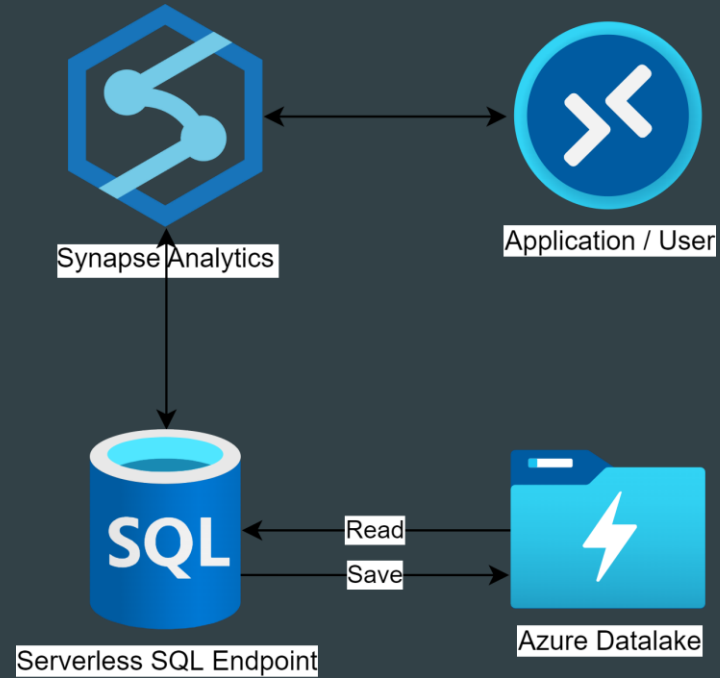 Application / User
Synapse Analytics
SQL
Read
Save
Azure Datalake
Serverless SQL Endpoint